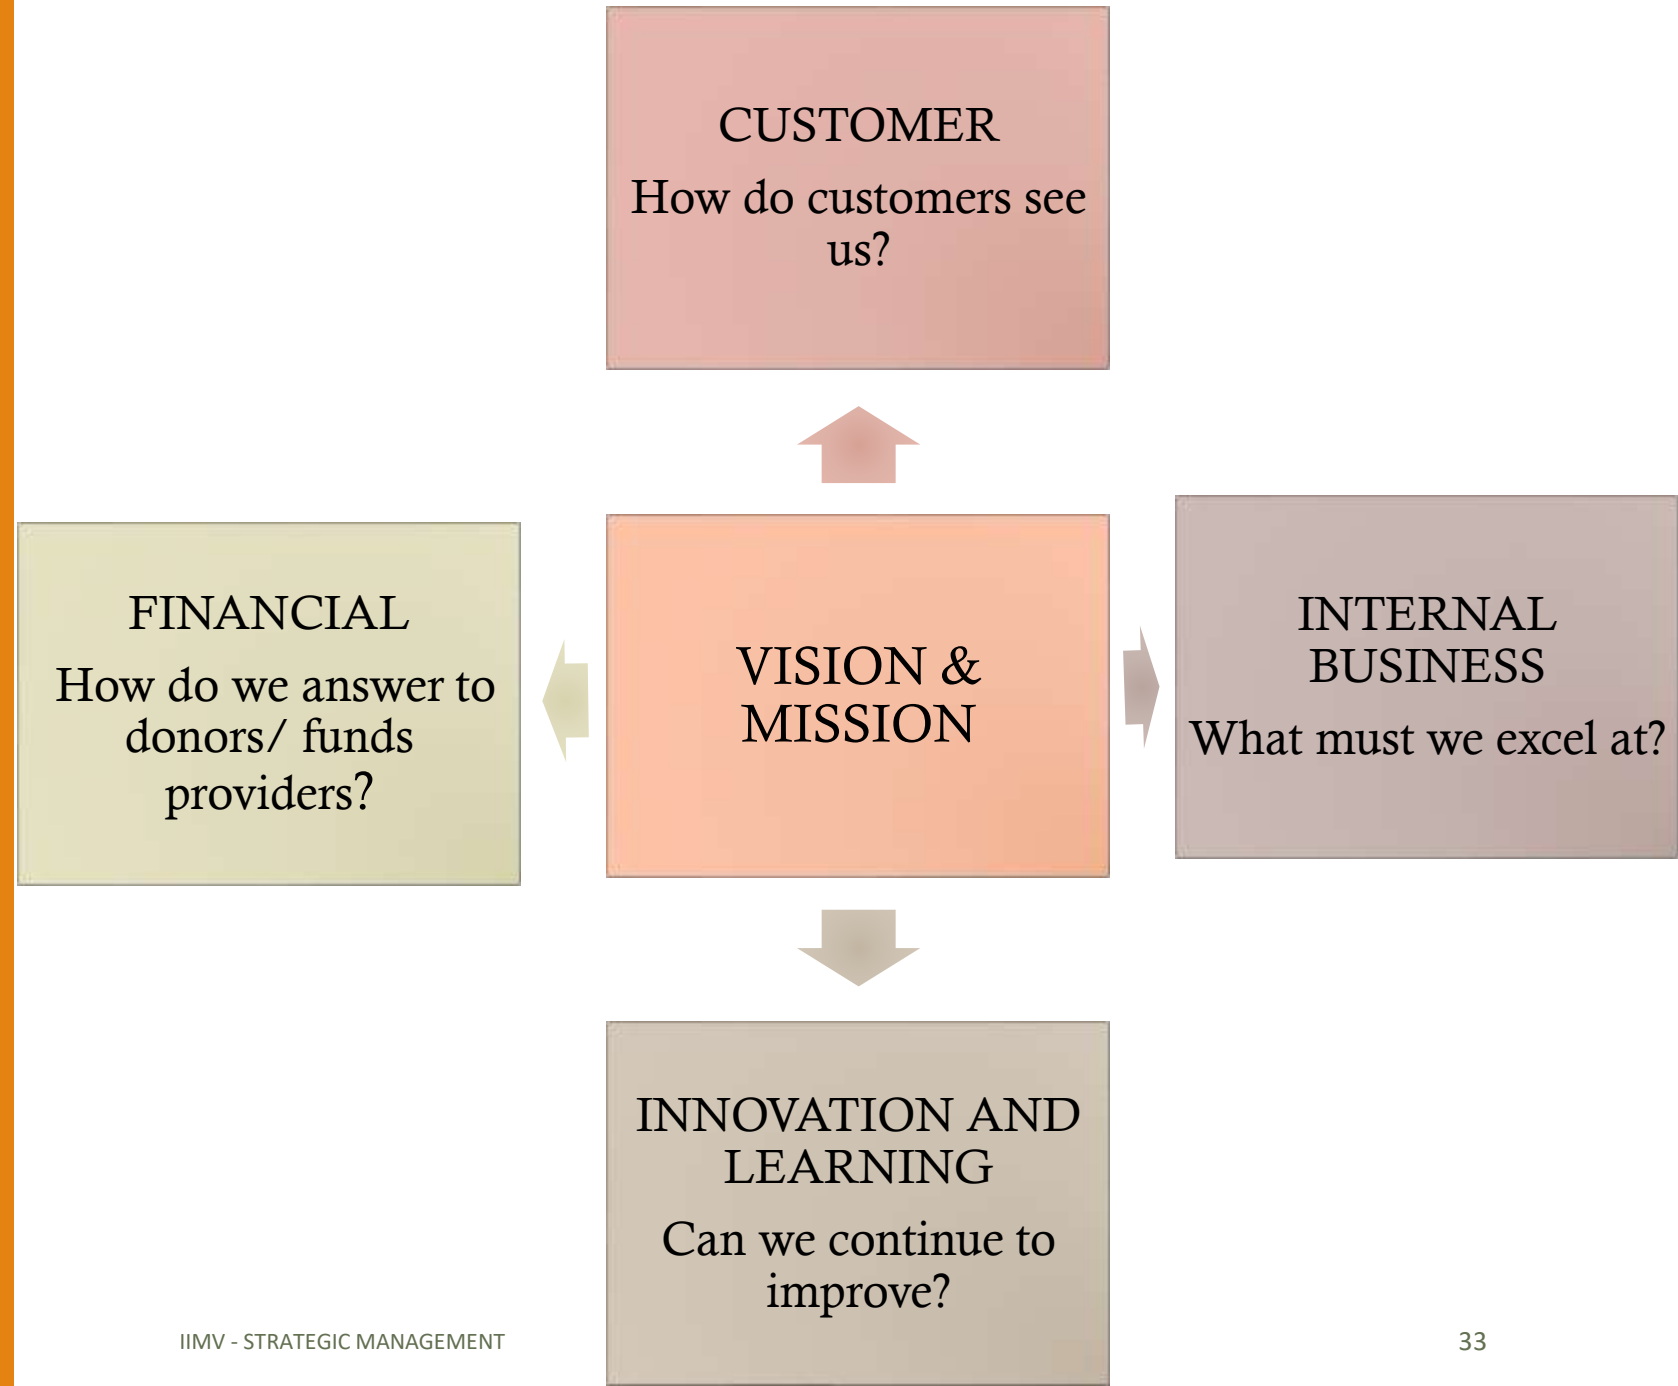 CUSTOMER
How do customers see
us?
FINANCIAL
How do we answer to
donors/ funds
providers?
VISION &
MISSION
INTERNAL
BUSINESS
What must we excel at?
INNOVATION AND
LEARNING
Can we continue to
improve?
IIMV - STRATEGIC MANAGEMENT
33